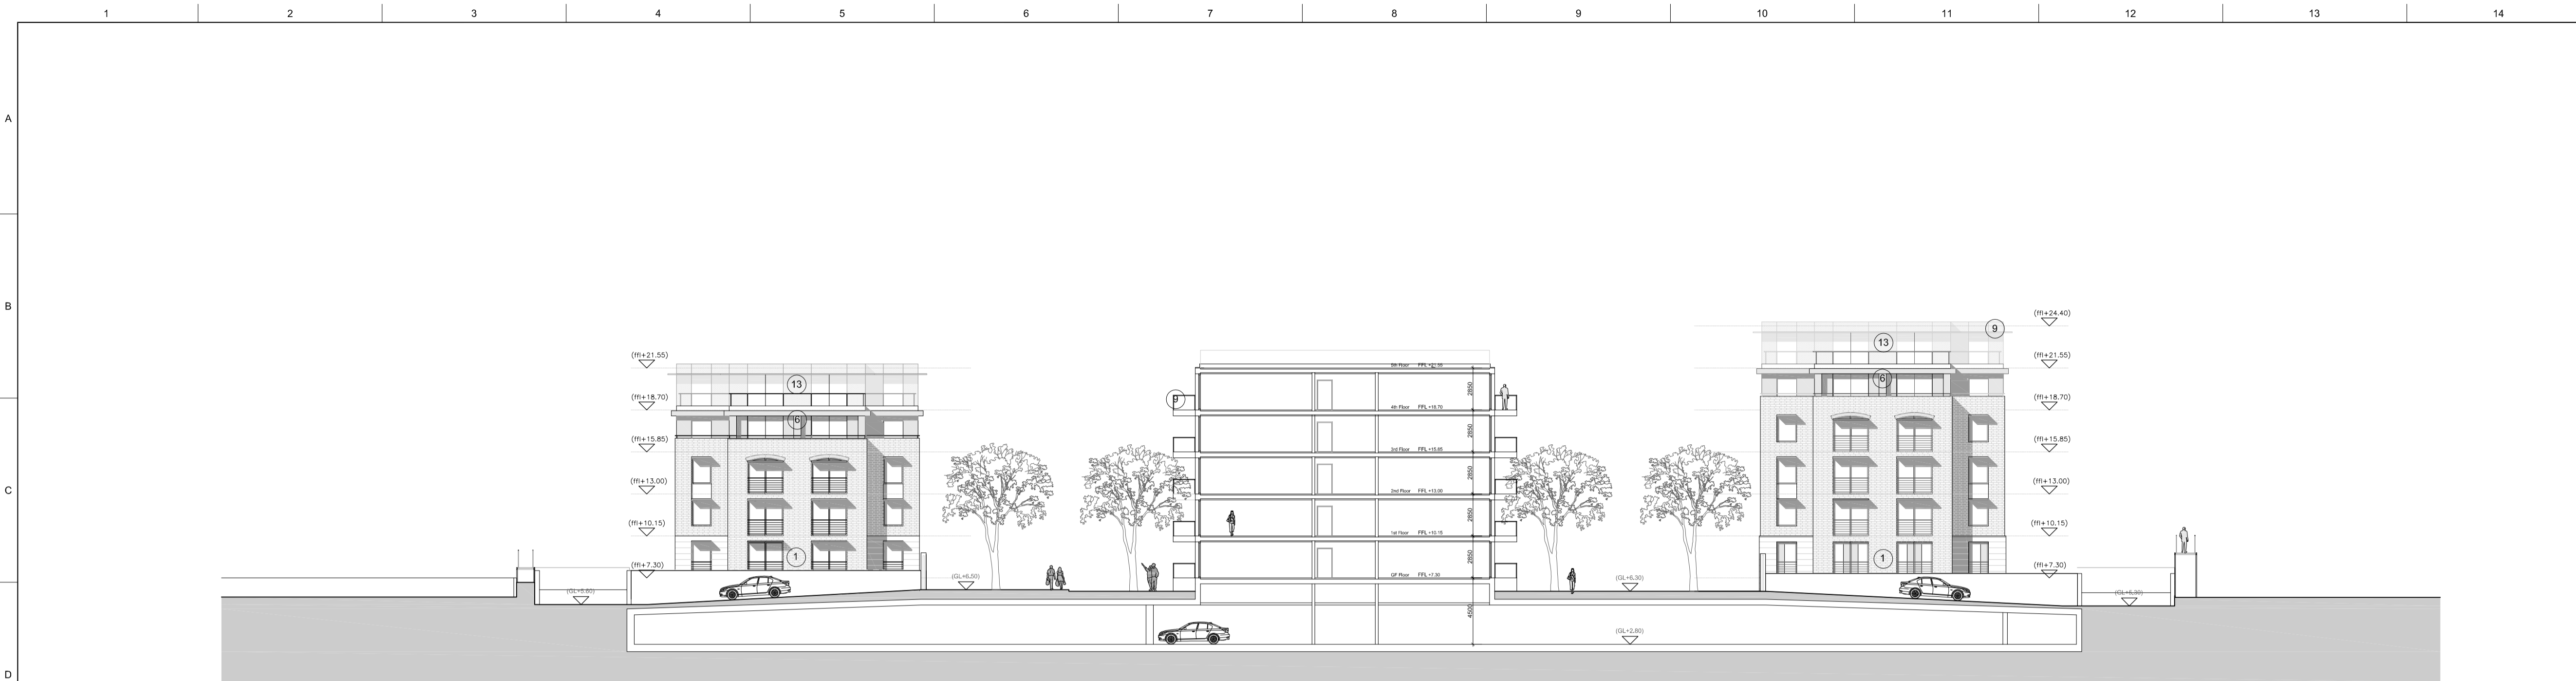 1 2 3 4 5 6 7 8 9 10 11 12 13 14
A
B
C
D
(ffl+21.55)
(ffl+18.70)
(ffl+15.85)
(ffl+13.00)
(ffl+10.15)
(ffl+7.30)
13
6
1
(GL+6,50)
9
4th Floor FFL +18.70
3rd Floor FFL +15.85
2nd Floor FFL +13.00
1st Floor FFL +10.15
GF Floor FFL +7.30
2850
2850
2850
2850
2850
4500
(GL+6,30)
(GL+2.80)
9
13
6
1
(ffl+24.40)
(ffl+21.55)
(ffl+18.70)
(ffl+15.85)
(ffl+13.00)
(ffl+10.15)
(ffl+7.30)
(GL+5,30)